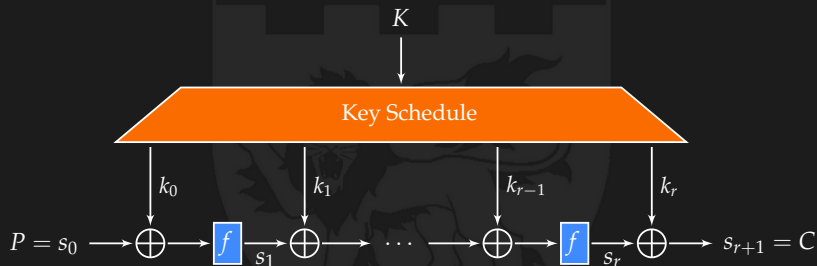 K
Key Schedule
k₀ k₁ kᵣ₋₁ kᵣ
P = s₀ f s₁ ⋯ f sᵣ sᵣ₊₁ = C